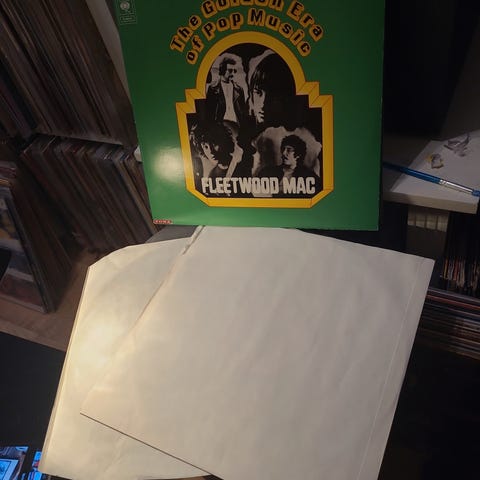 The Golden Era
of Pop Music
FLEETWOOD MAC